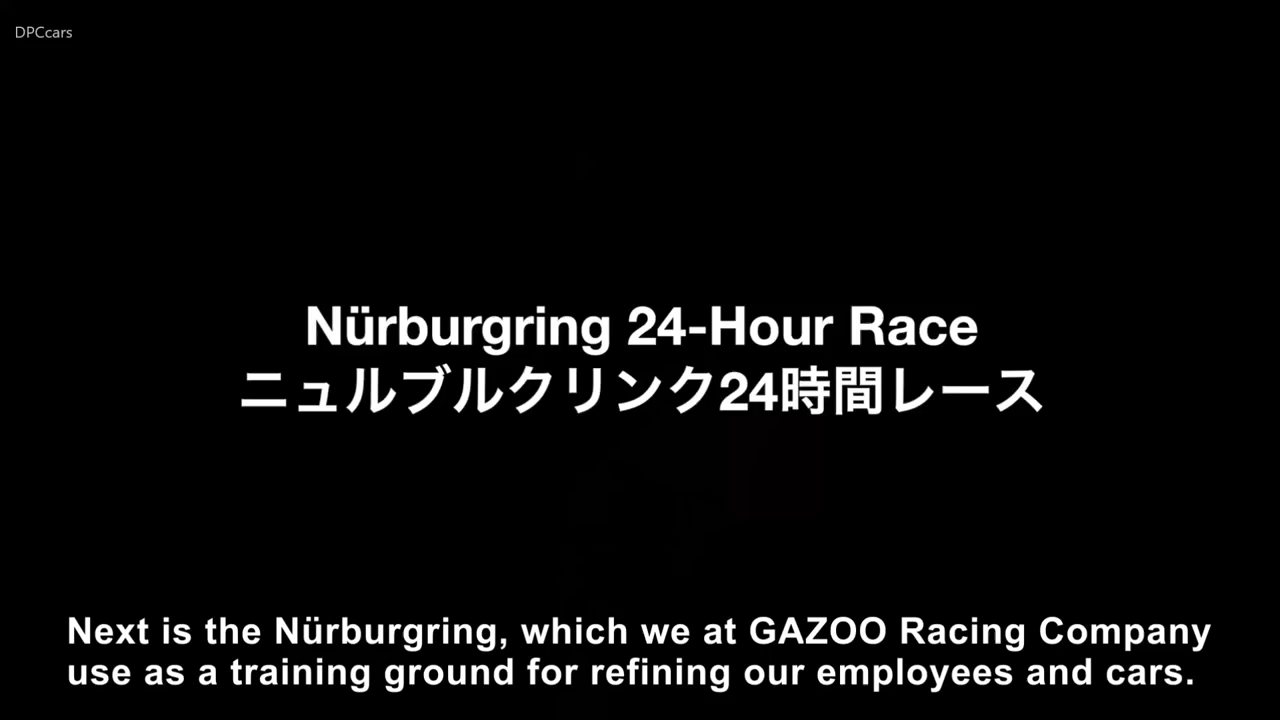 DPCcars
Nürburgring 24-Hour Race
ニュルブルクリンク24時間レース
Next is the Nürburgring, which we at GAZOO Racing Company
use as a training ground for refining our employees and cars.